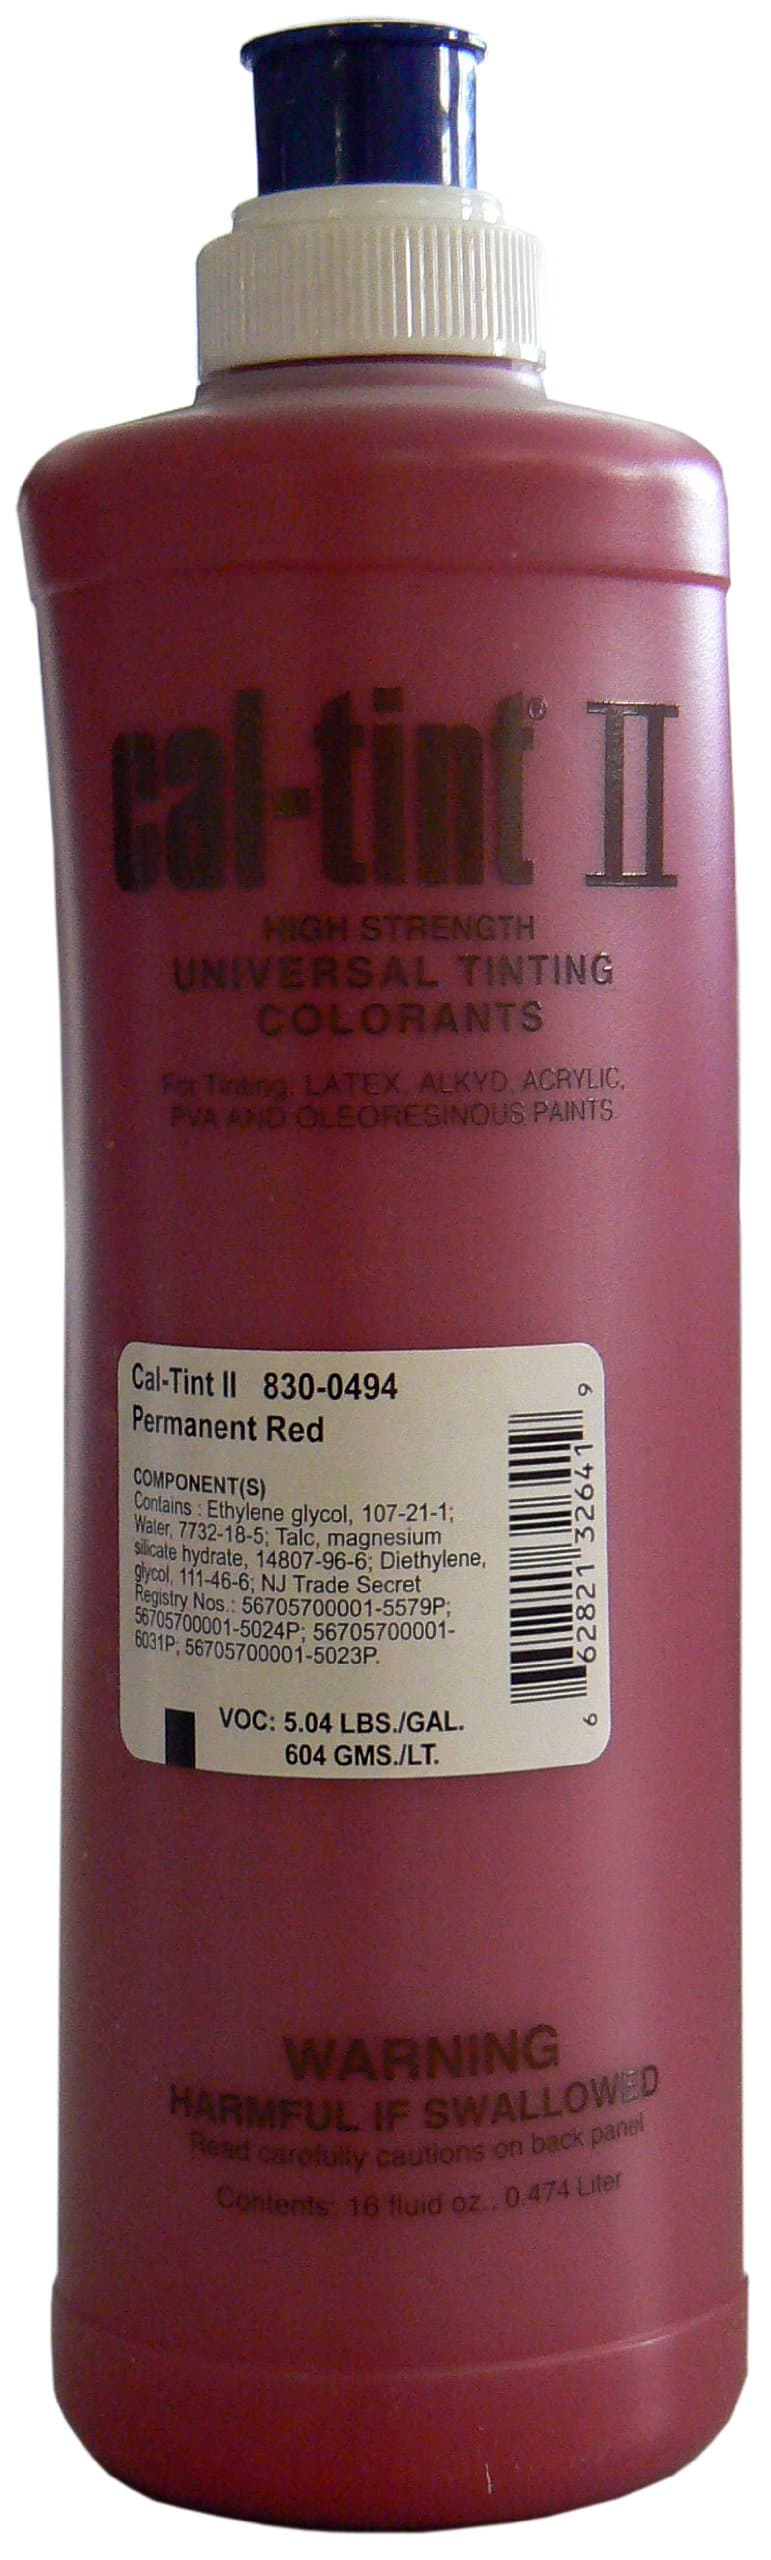 cal-tint® II
HIGH STRENGTH
UNIVERSAL TINTING
COLORANTS
For Tinting: LATEX, ALKYD, ACRYLIC,
PVA AND OLEORESINOUS PAINTS.
Cal-Tint II 830-0494
Permanent Red
COMPONENT(S)
Contains : Ethylene glycol, 107-21-1;
Water, 7732-18-5; Talc, magnesium
silicate hydrate, 14807-96-6; Diethylene,
glycol, 111-46-6; NJ Trade Secret
Registry Nos.: 56705700001-5579P;
56705700001-5024P; 56705700001-
6031P; 56705700001-5023P.
VOC: 5.04 LBS./GAL.
604 GMS./LT.
6 62821 32641 9
WARNING
HARMFUL IF SWALLOWED
Read carefully cautions on back panel
Contents: 16 fluid oz., 0.474 Liter